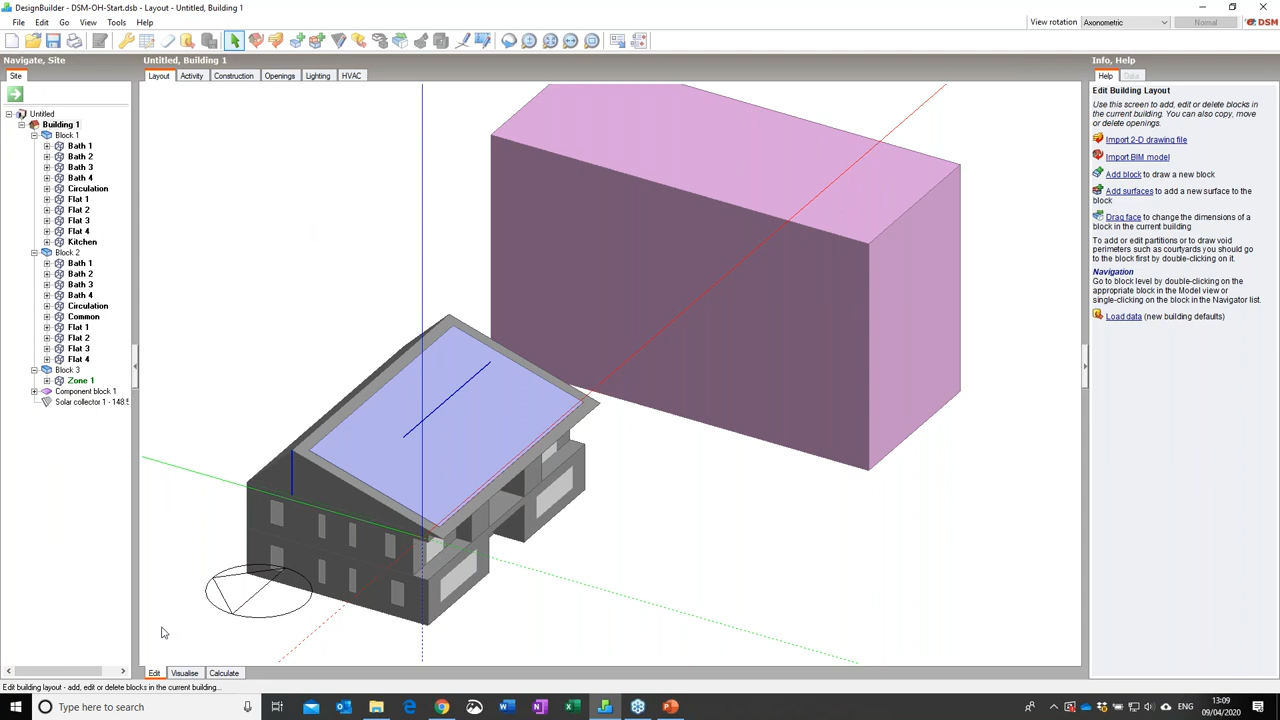 DesignBuilder - DSM-OH-Start.dsb - Layout - Untitled, Building 1
File Edit Go View Tools Help
View rotation Axonometric Normal
e DSM
Navigate, Site
Site
Untitled
Building 1
Block 1
Bath 1
Bath 2
Bath 3
Bath 4
Circulation
Flat 1
Flat 2
Flat 3
Flat 4
Kitchen
Block 2
Bath 1
Bath 2
Bath 3
Bath 4
Circulation
Common
Flat 1
Flat 2
Flat 3
Flat 4
Block 3
Zone 1
Component block 1
Solar collector 1 - 148.5
Untitled, Building 1
Layout Activity Construction Openings Lighting HVAC
Edit Visualise Calculate
Info, Help
Help Data
Edit Building Layout
Use this screen to add, edit or delete blocks in
the current building. You can also copy, move
or delete openings.
Import 2-D drawing file
Import BIM model
Add block to draw a new block
Add surfaces to add a new surface to the
block
Drag face to change the dimensions of a
block in the current building
To add or edit partitions or to draw void
perimeters such as courtyards you should go
to the block first by double-clicking on it.
Navigation
Go to block level by double-clicking on the
appropriate block in the Model view or
single-clicking on the block in the Navigator list.
Load data (new building defaults)
Edit building layout - add, edit or delete blocks in the current building...
Type here to search
ENG
13:09
09/04/2020